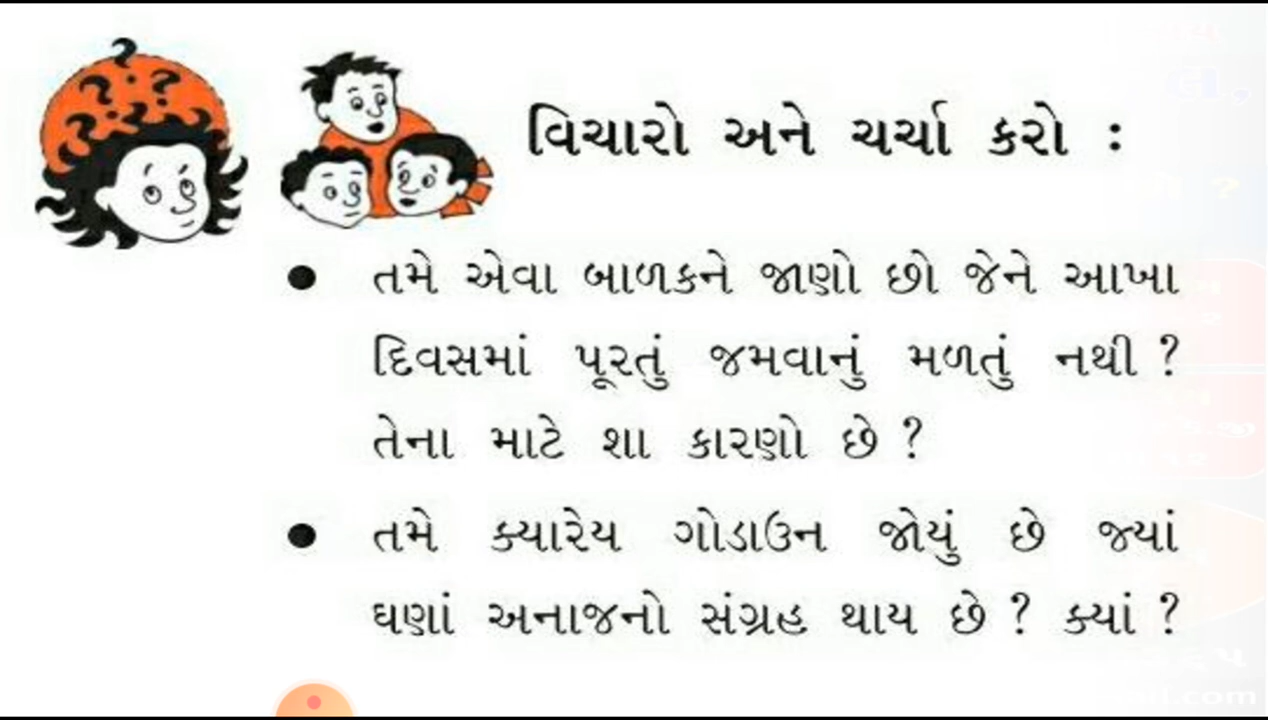 વિચારો અને ચર્ચા કરો :
● તમે એવા બાળકને જાણો છો જેને આખા
દિવસમાં પૂરતું જમવાનું મળતું નથી ?
તેના માટે શા કારણો છે ?
● તમે ક્યારેય ગોડાઉન જોયું છે જ્યાં
ઘણાં અનાજનો સંગ્રહ થાય છે ? ક્યાં ?